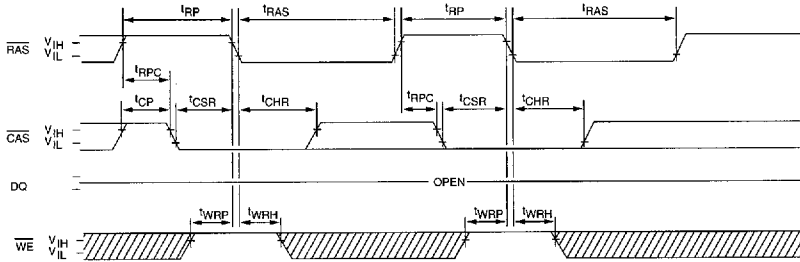 tRP tRAS tRP tRAS
RAS VIH
VIL
tRPC
tCP tCSR tCHR tRPC tCSR tCHR
CAS VIH
VIL
DQ OPEN
tWRP tWRH tWRP tWRH
WE VIH
VIL